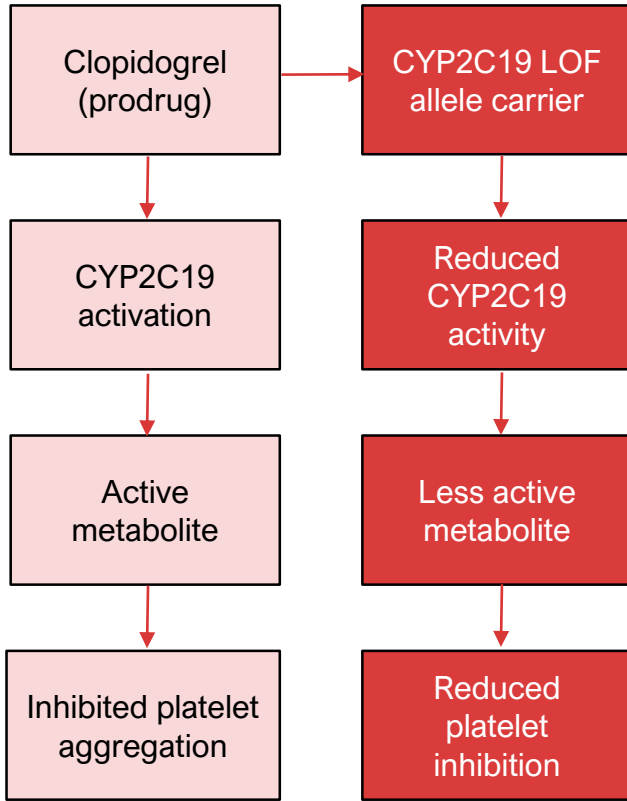 Clopidogrel
(prodrug)
CYP2C19 LOF
allele carrier
CYP2C19
activation
Reduced
CYP2C19
activity
Active
metabolite
Less active
metabolite
Inhibited platelet
aggregation
Reduced
platelet
inhibition